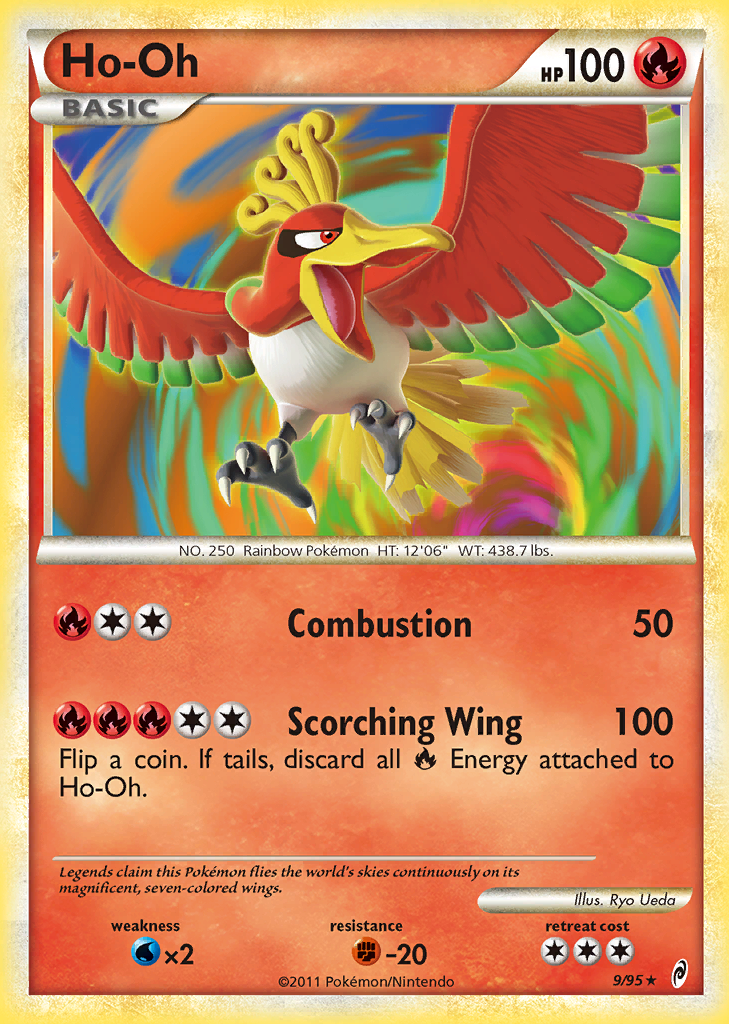 Ho-Oh
HP100
BASIC
NO. 250 Rainbow Pokémon HT: 12'06" WT: 438.7 lbs.
Combustion 50
Scorching Wing 100
Flip a coin. If tails, discard all Energy attached to
Ho-Oh.
Legends claim this Pokémon flies the world's skies continuously on its
magnificent, seven-colored wings.
Illus. Ryo Ueda
weakness resistance retreat cost
×2 -20
©2011 Pokémon/Nintendo 9/95 ★